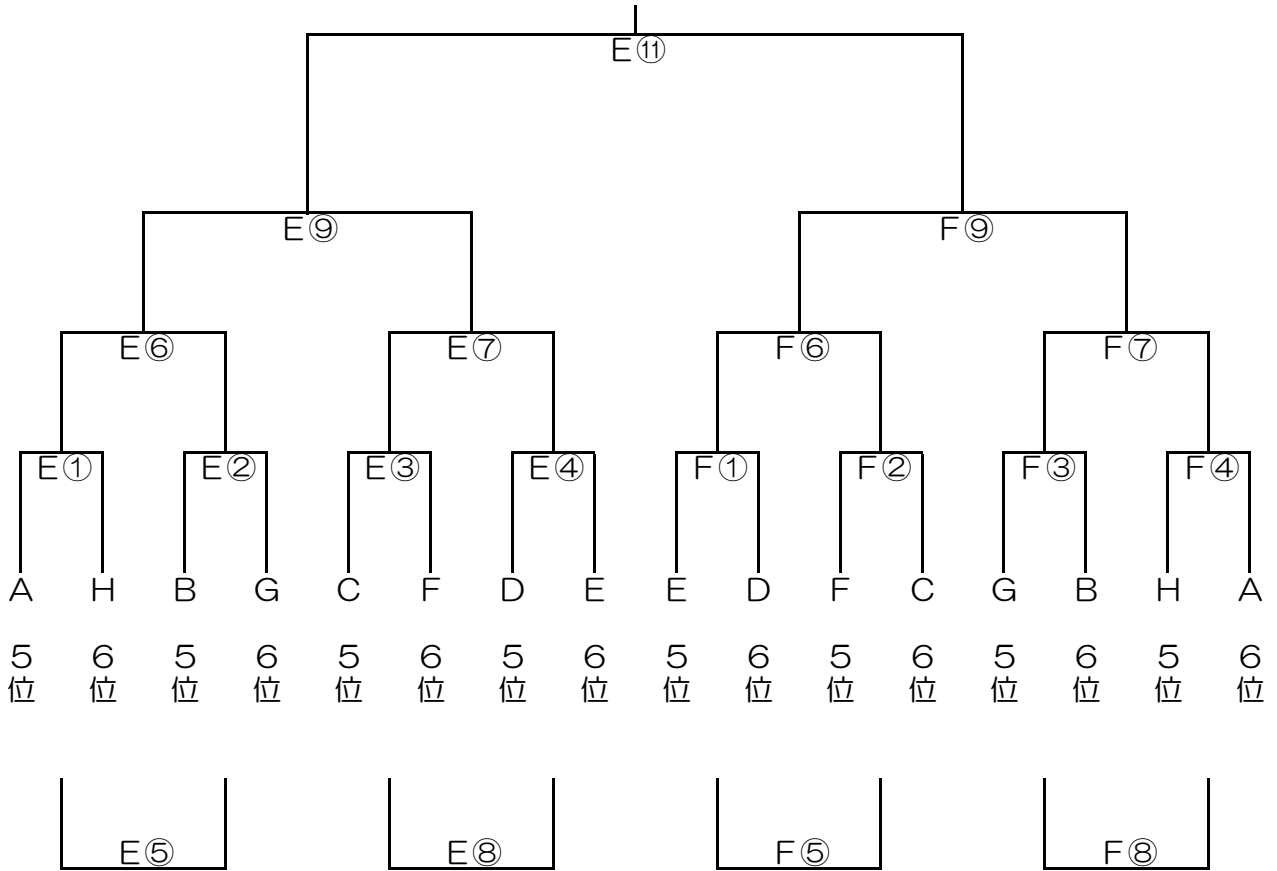 E⑪
E⑨ F⑨
E⑥ E⑦ F⑥ F⑦
E① E② E③ E④ F① F② F③ F④
A H B G C F D E E D F C G B H A
5位 6位 5位 6位 5位 6位 5位 6位 5位 6位 5位 6位 5位 6位 5位 6位
E⑤ E⑧ F⑤ F⑧